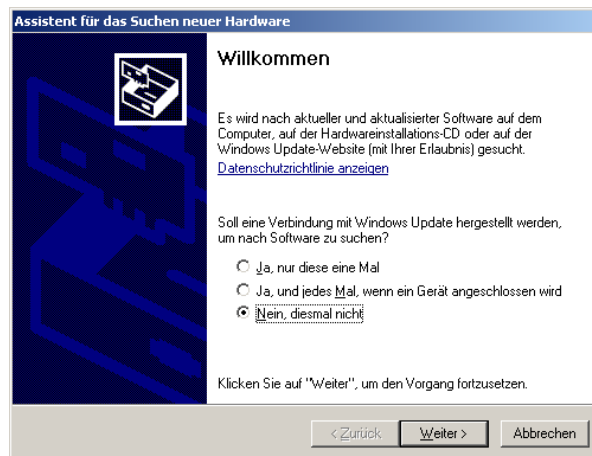 Assistent für das Suchen neuer Hardware
Willkommen
Es wird nach aktueller und aktualisierter Software auf dem
Computer, auf der Hardwareinstallations-CD oder auf der
Windows Update-Website (mit Ihrer Erlaubnis) gesucht.
Datenschutzrichtlinie anzeigen
Soll eine Verbindung mit Windows Update hergestellt werden,
um nach Software zu suchen?
Ja, nur diese eine Mal
Ja, und jedes Mal, wenn ein Gerät angeschlossen wird
Nein, diesmal nicht
Klicken Sie auf "Weiter", um den Vorgang fortzusetzen.
< Zurück Weiter > Abbrechen